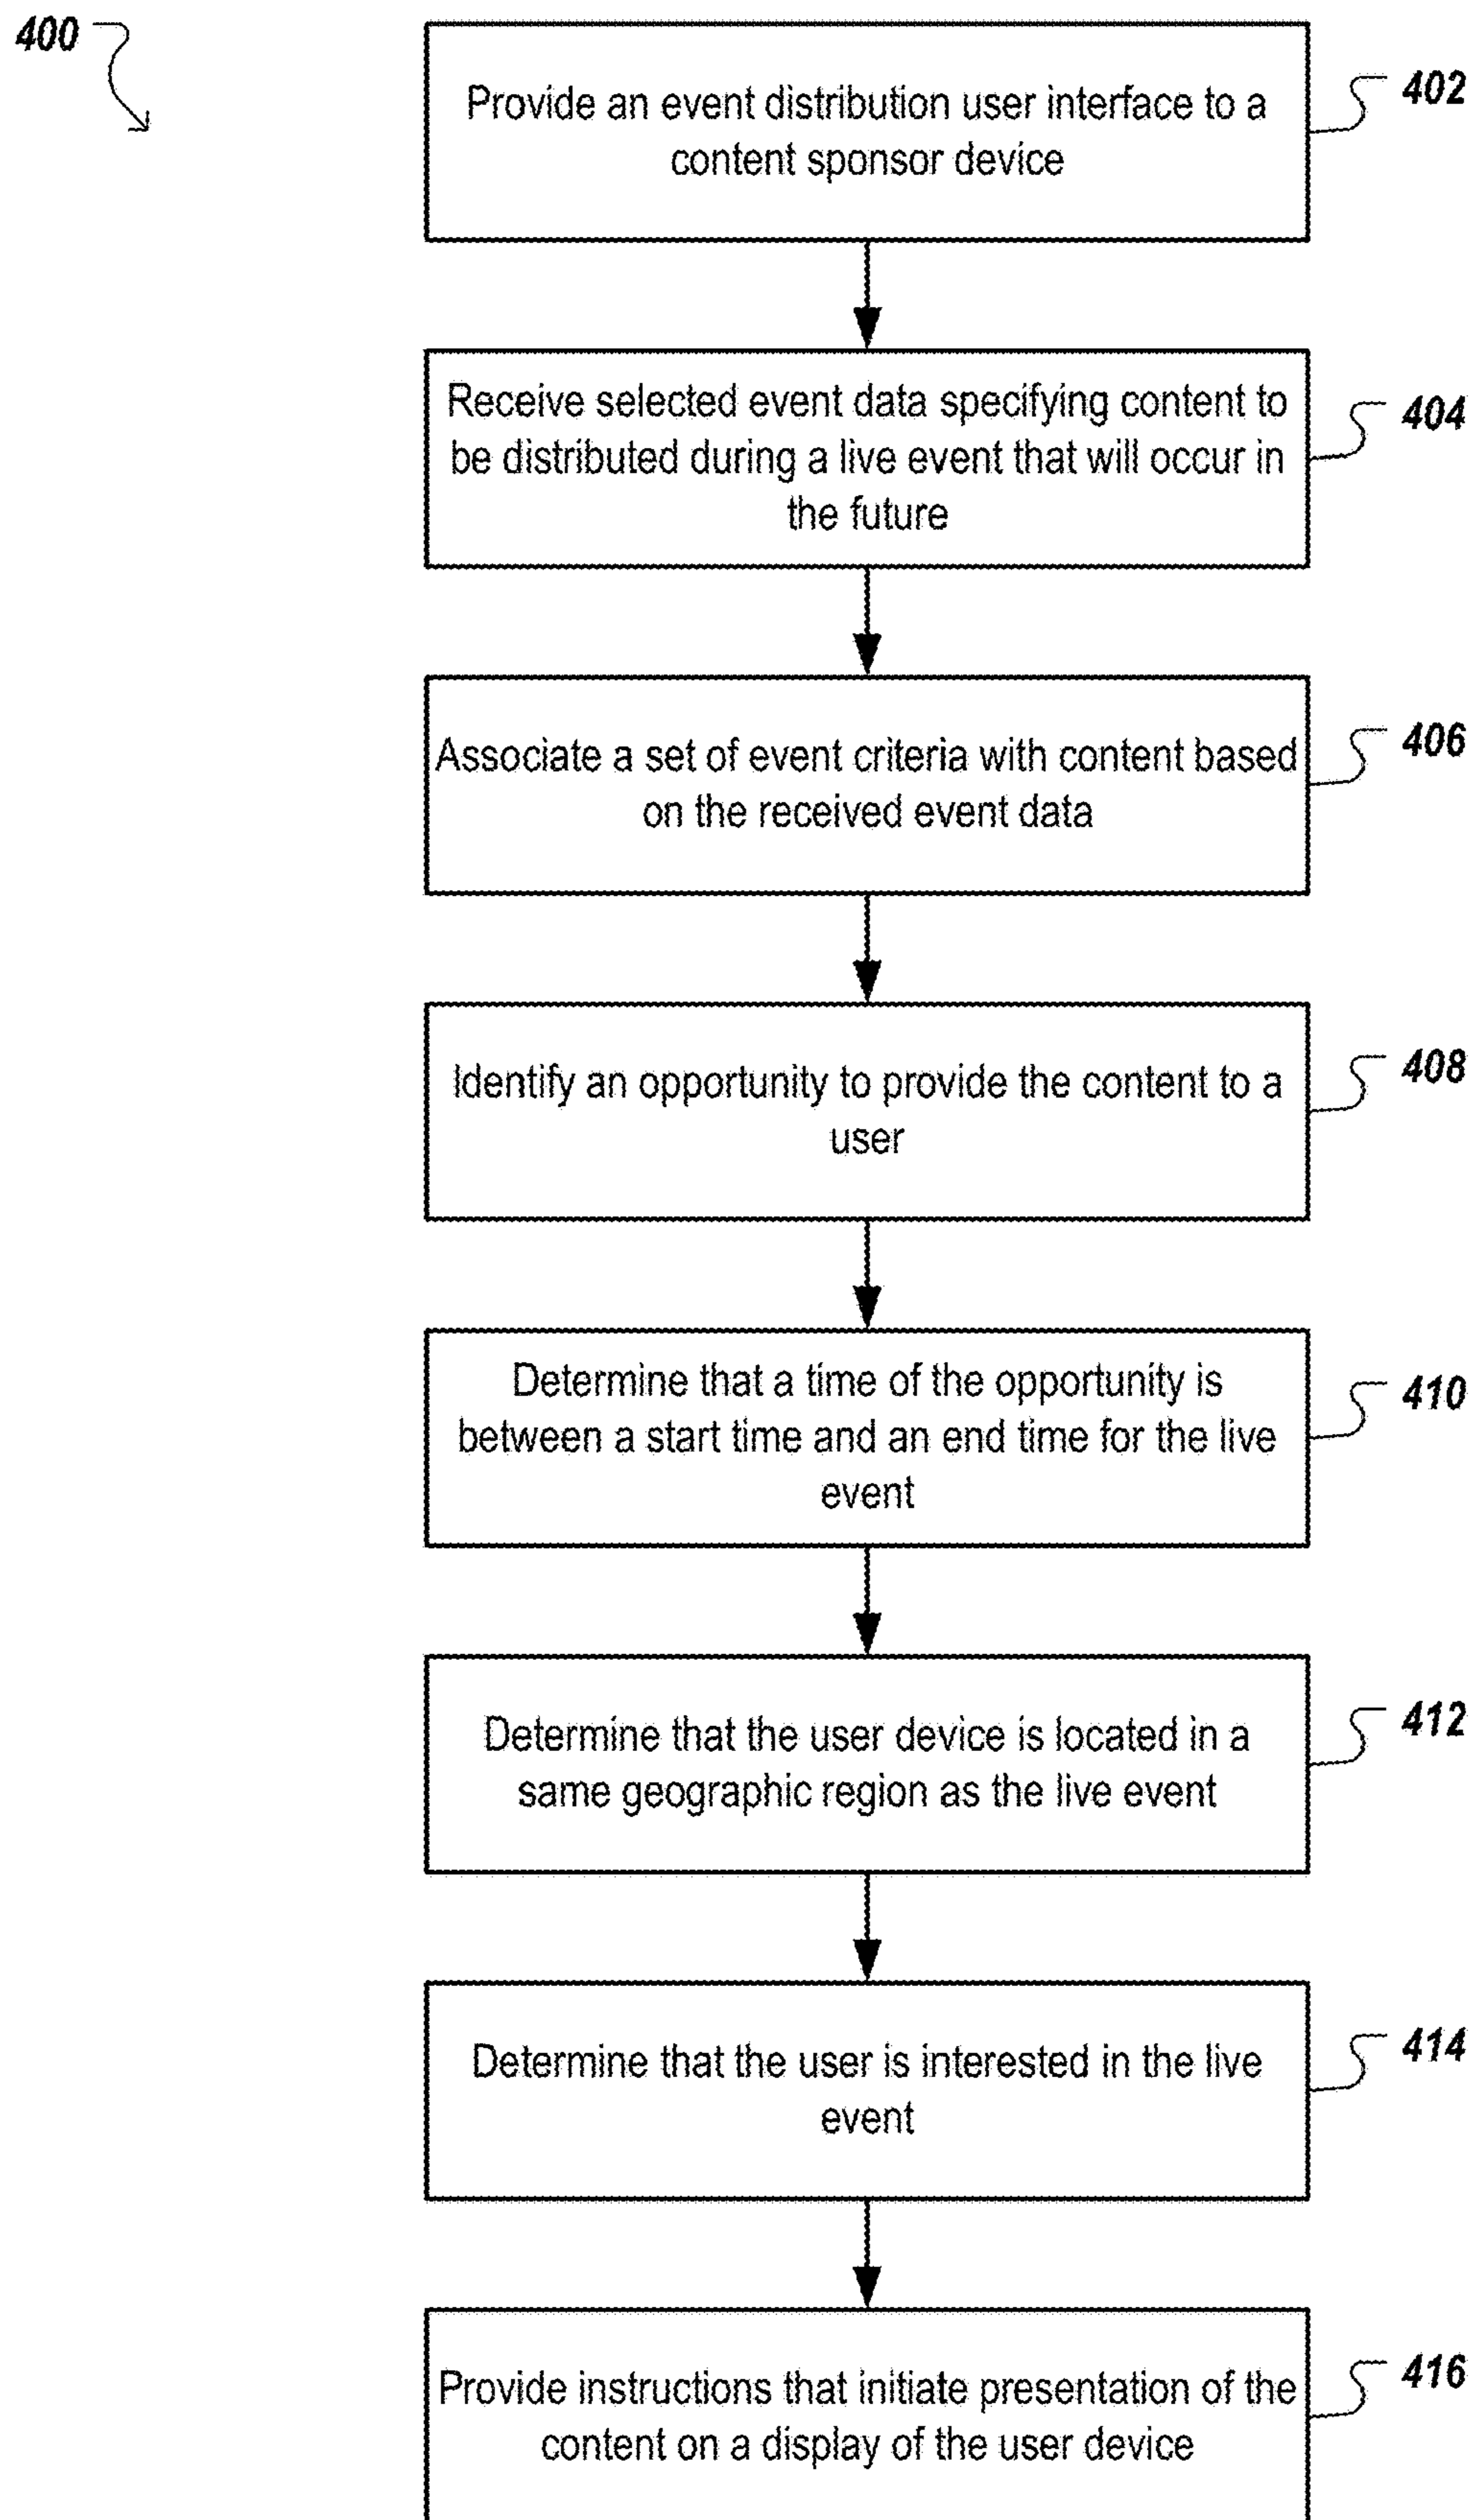 400
Provide an event distribution user interface to a
content sponsor device
402
Receive selected event data specifying content to
be distributed during a live event that will occur in
the future
404
Associate a set of event criteria with content based
on the received event data
406
Identify an opportunity to provide the content to a
user
408
Determine that a time of the opportunity is
between a start time and an end time for the live
event
410
Determine that the user device is located in a
same geographic region as the live event
412
Determine that the user is interested in the live
event
414
Provide instructions that initiate presentation of the
content on a display of the user device
416